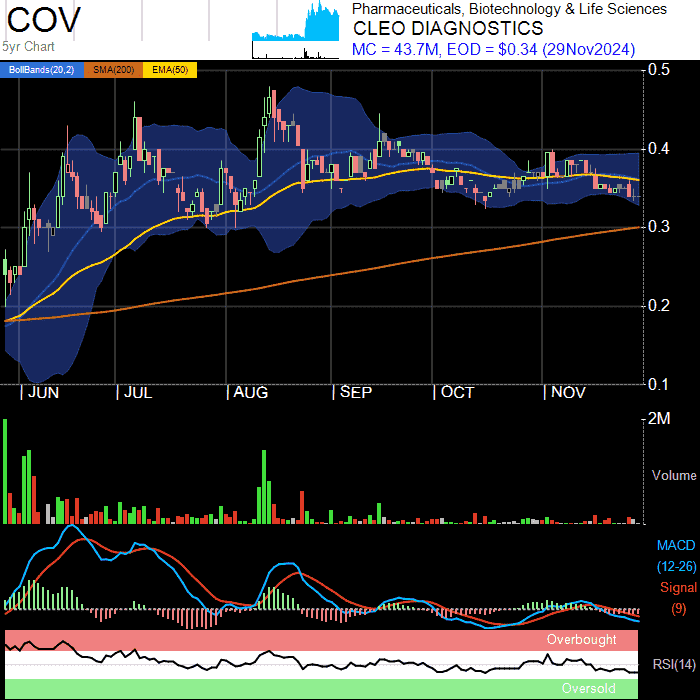 COV
5yr Chart
Pharmaceuticals, Biotechnology & Life Sciences
CLEO DIAGNOSTICS
MC = 43.7M, EOD = $0.34 (29Nov2024)
BollBands(20,2) SMA(200) EMA(50)
0.5
0.4
0.3
0.2
0.1
JUN JUL AUG SEP OCT NOV
2M
Volume
MACD
(12-26)
Signal
(9)
Overbought
RSI(14)
Oversold